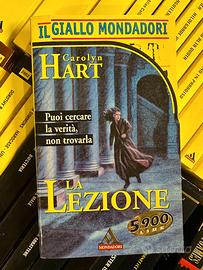 IL GIALLO MONDADORI
Carolyn
HART
Puoi cercare
la verità,
non trovarla
LA
LEZIONE
5.900
LIRE
MONDADORI